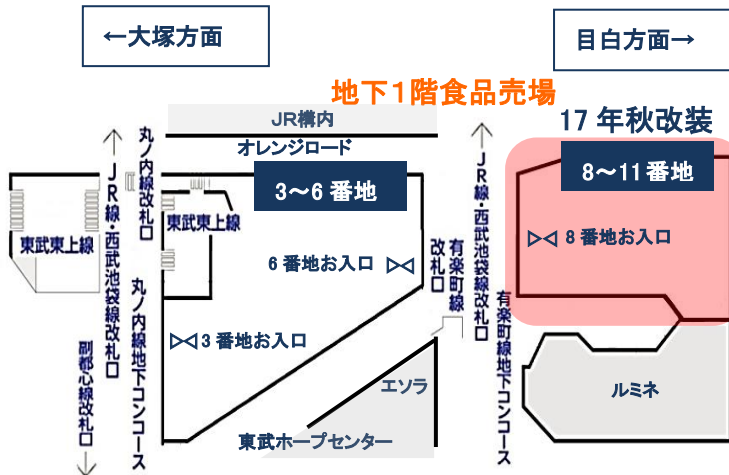 ←大塚方面
目白方面→
地下1階食品売場
JR構内
17年秋改装
オレンジロード
丸ノ内線改札口
JR線・西武池袋線改札口
3～6番地
8～11番地
JR線・西武池袋線改札口
東武東上線
東武東上線
有楽町線
改札口
8番地お入口
6番地お入口
丸ノ内線地下コンコース
有楽町線地下コンコース
3番地お入口
副都心線改札口
エソラ
ルミネ
東武ホープセンター